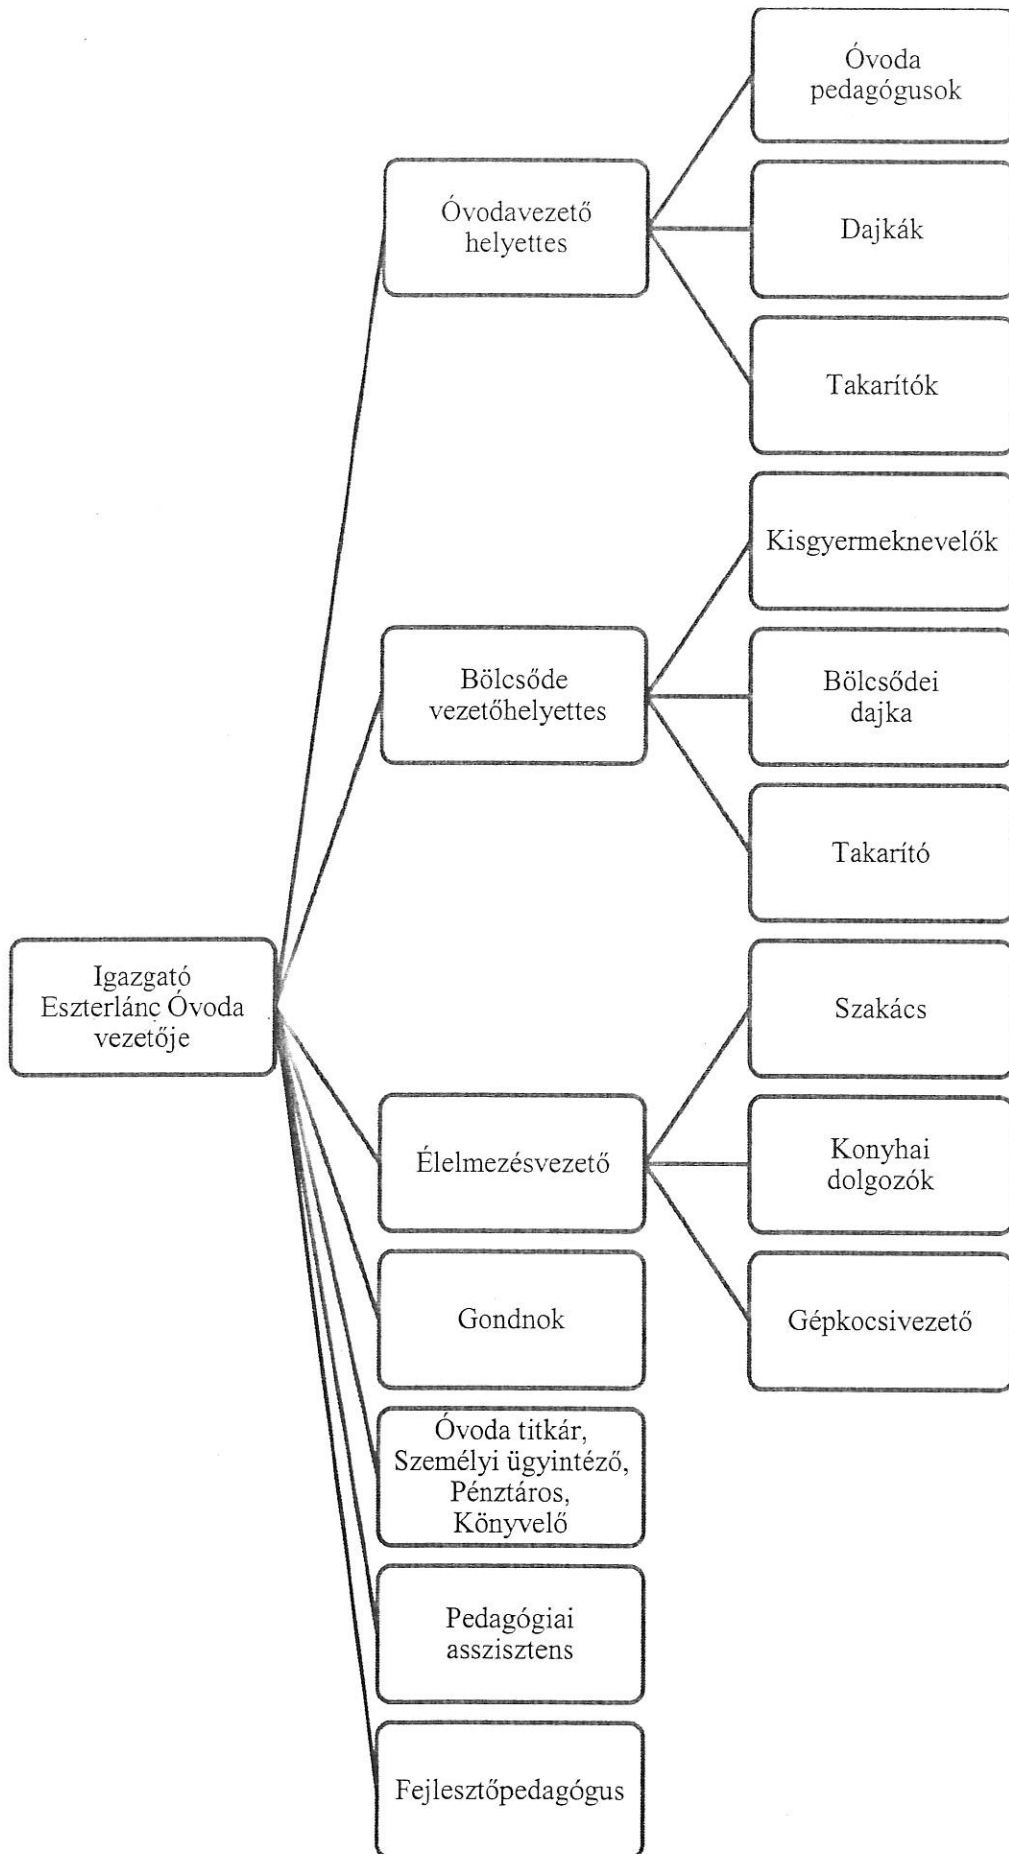 Óvoda
pedagógusok
Óvodavezető
helyettes
Dajkák
Takarítók
Kisgyermeknevelők
Bölcsőde
vezetőhelyettes
Bölcsődei
dajka
Takarító
Igazgató
Eszterlánc Óvoda
vezetője
Szakács
Élelmezésvezető
Konyhai
dolgozók
Gondnok
Gépkocsivezető
Óvoda titkár,
Személyi ügyintéző,
Pénztáros,
Könyvelő
Pedagógiai
asszisztens
Fejlesztőpedagógus